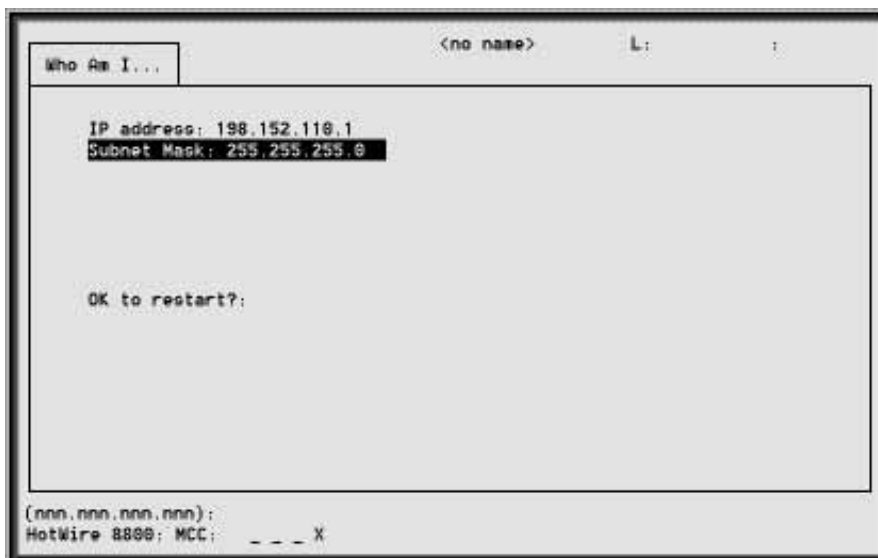 <no name> L: :
Who Am I...
IP address: 198.152.110.1
Subnet Mask: 255.255.255.0
OK to restart?:
(nnn.nnn.nnn.nnn):
HotWire 8800: MCC: _ _ _ X